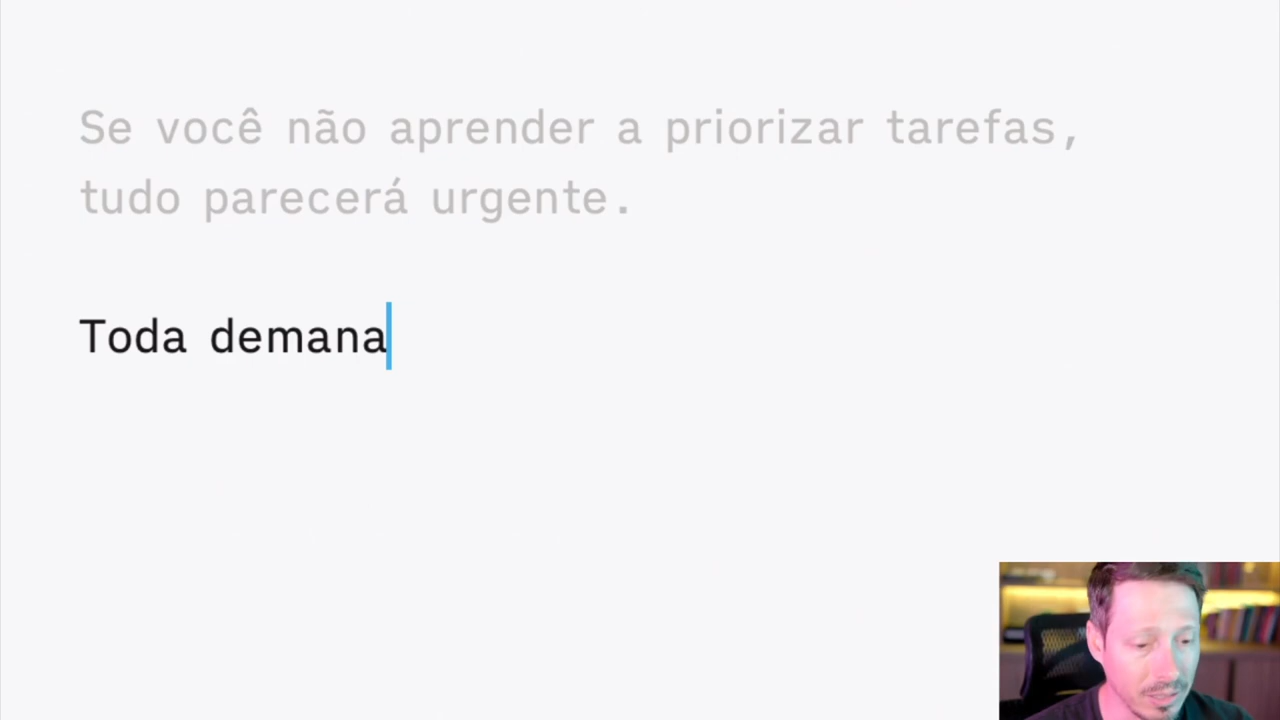 Se você não aprender a priorizar tarefas,
tudo parecerá urgente.
Toda demana